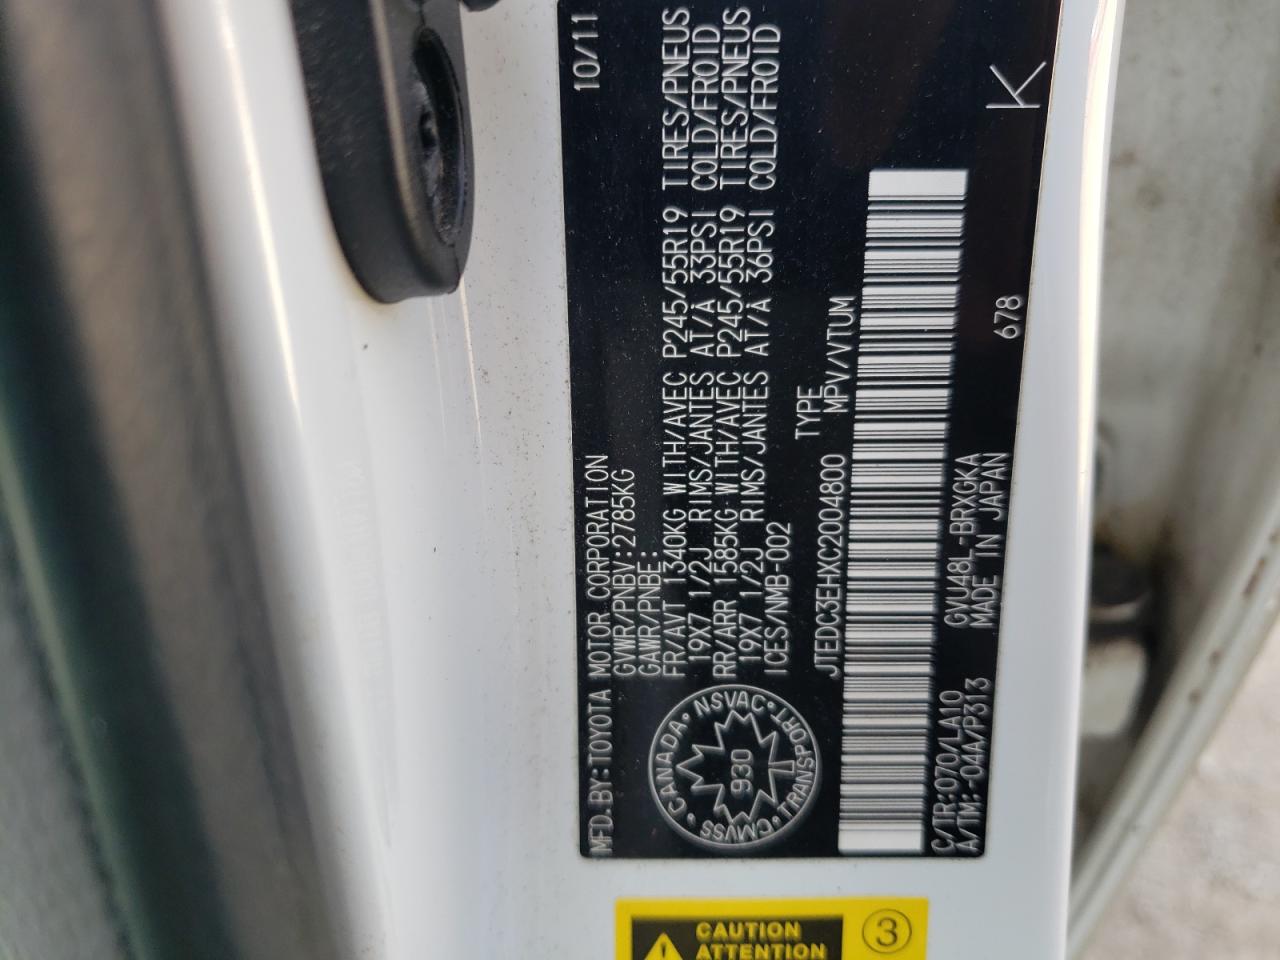 MFD. BY: TOYOTA MOTOR CORPORATION 10/11
GVWR/PNBV: 2785KG
GAWR/PNBE:
FR/AVT 1340KG WITH/AVEC P245/55R19 TIRES/PNEUS
19X7 1/2J RIMS/JANTES AT/À 33PSI COLD/FROID
RR/ARR 1585KG WITH/AVEC P245/55R19 TIRES/PNEUS
19X7 1/2J RIMS/JANTES AT/À 36PSI COLD/FROID
ICES/NMB-002
CANADA • NSVAC • TRANSPORT • CMVSS •
930
TYPE
JTEDC3EHXC2004800 MPV/VTUM
C/TR: 070/LA10 GVU48L -BRXGKA
A/TM: -04A/P313 MADE IN JAPAN 678 K
CAUTION
ATTENTION
3